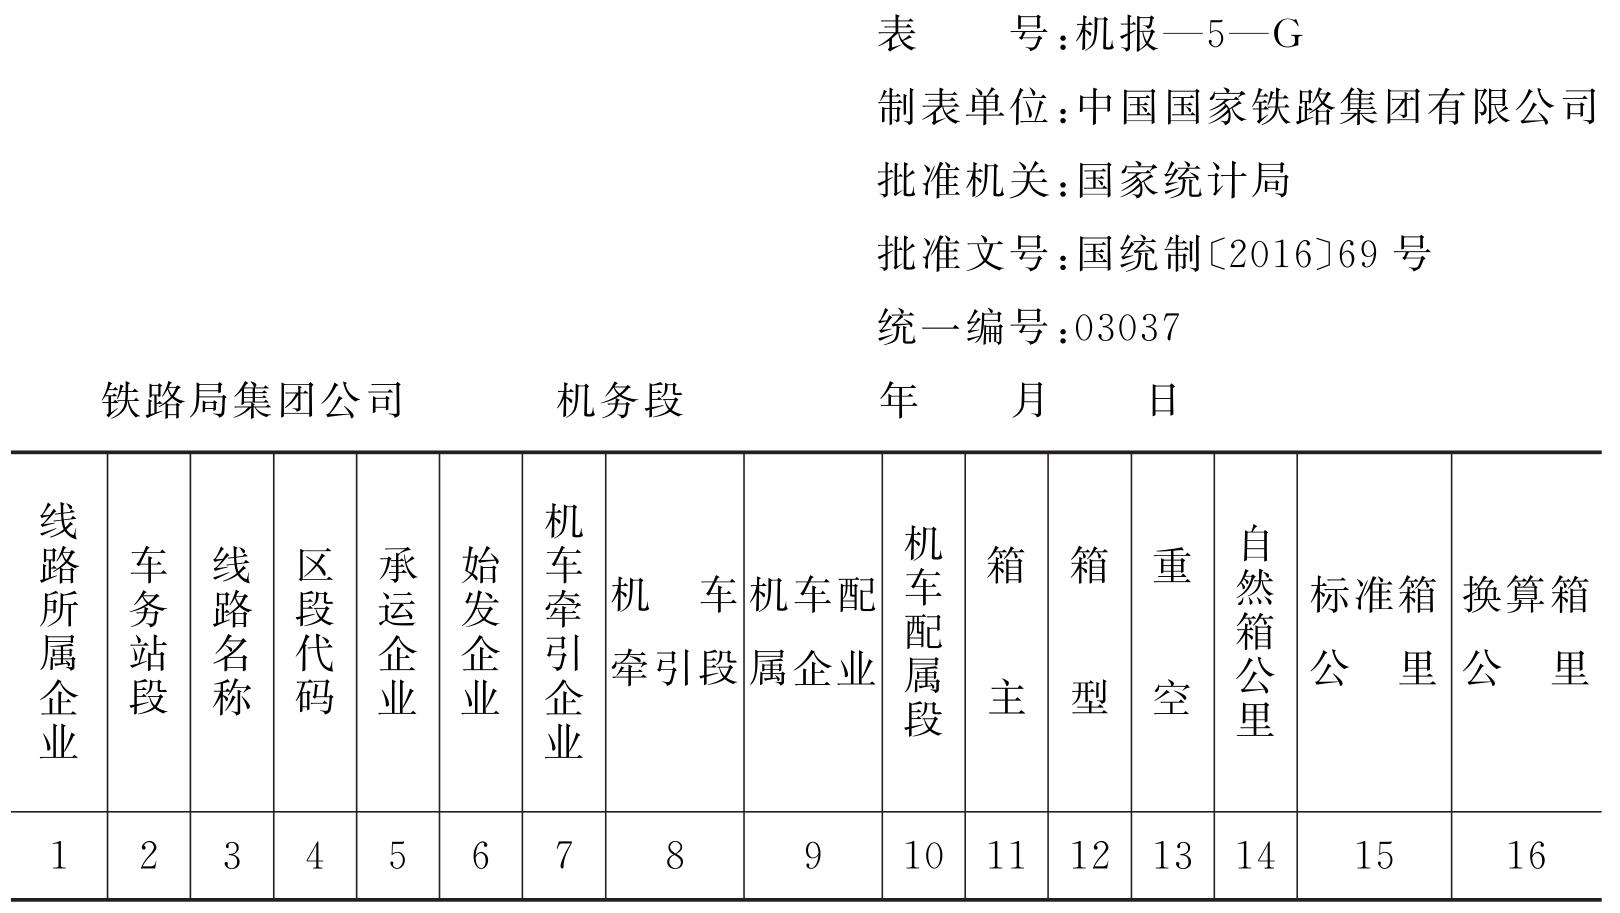 表　　号:机报—5—G
制表单位:中国国家铁路集团有限公司
批准机关:国家统计局
批准文号:国统制〔2016〕69 号
统一编号:03037
铁路局集团公司　　机务段　　年　月　日
线路所属企业
车务站段
线路名称
区段代码
承运企业
始发企业
机车牵引企业
机　车
牵引段
机车配
属企业
机车配属段
箱主
箱型
重空
自然箱公里
标准箱
公　里
换算箱
公　里
1 2 3 4 5 6 7 8 9 10 11 12 13 14 15 16